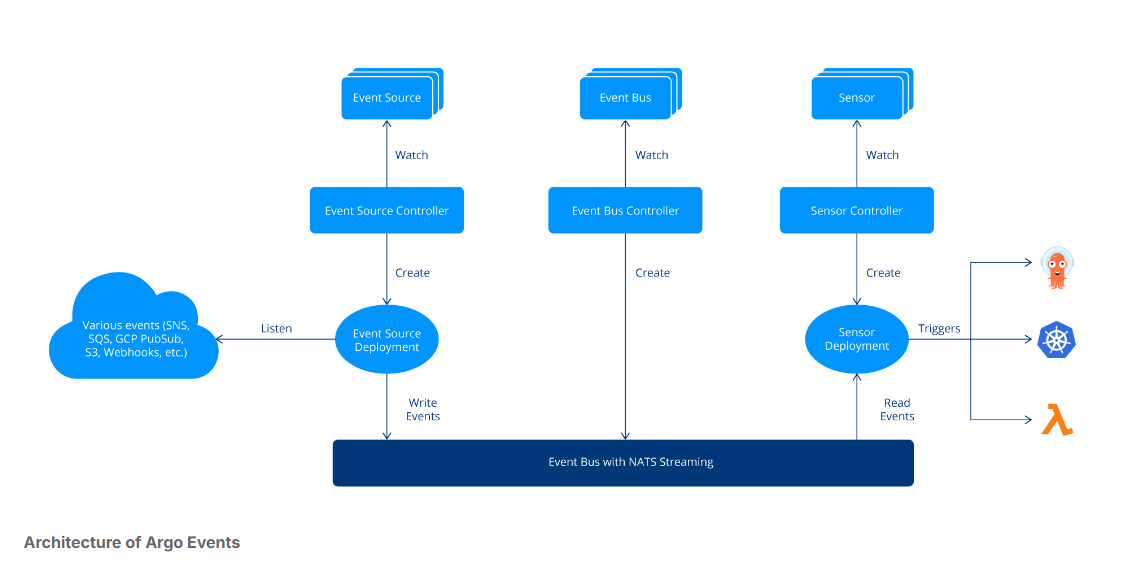 Event Source
Event Bus
Sensor
Watch
Watch
Watch
Event Source Controller
Event Bus Controller
Sensor Controller
Create
Create
Create
Various events (SNS,
SQS, GCP PubSub,
S3, Webhooks, etc.)
Listen
Event Source
Deployment
Sensor
Deployment
Triggers
Write
Events
Read
Events
Event Bus with NATS Streaming
Architecture of Argo Events